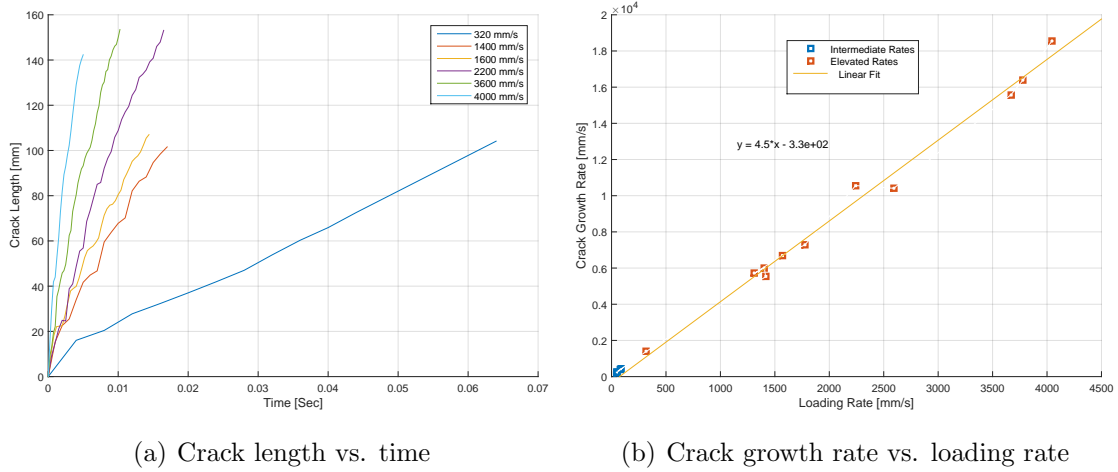 160
140
120
100
80
60
40
20
0
Crack Length [mm]
0
0.01
0.02
0.03
0.04
0.05
0.06
0.07
Time [Sec]
320 mm/s
1400 mm/s
1600 mm/s
2200 mm/s
3600 mm/s
4000 mm/s
(a) Crack length vs. time
×10⁴
2
1.8
1.6
1.4
1.2
1
0.8
0.6
0.4
0.2
0
Crack Growth Rate [mm/s]
0
500
1000
1500
2000
2500
3000
3500
4000
4500
Loading Rate [mm/s]
Intermediate Rates
Elevated Rates
Linear Fit
y = 4.5*x - 3.3e+02
(b) Crack growth rate vs. loading rate